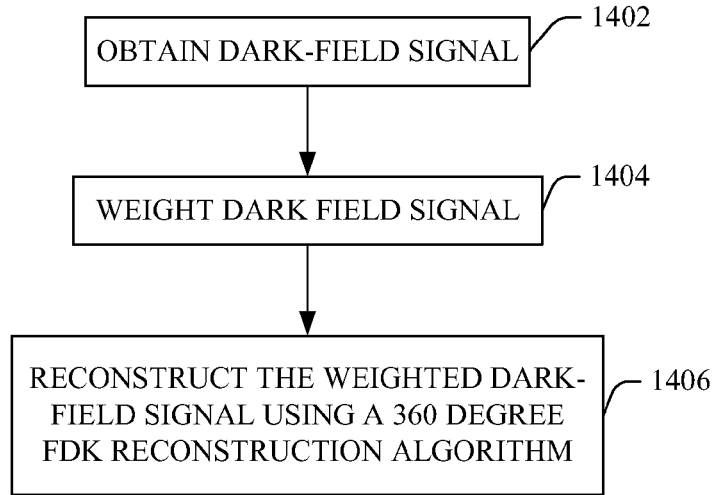 1402
OBTAIN DARK-FIELD SIGNAL
1404
WEIGHT DARK FIELD SIGNAL
1406
RECONSTRUCT THE WEIGHTED DARK-
FIELD SIGNAL USING A 360 DEGREE
FDK RECONSTRUCTION ALGORITHM